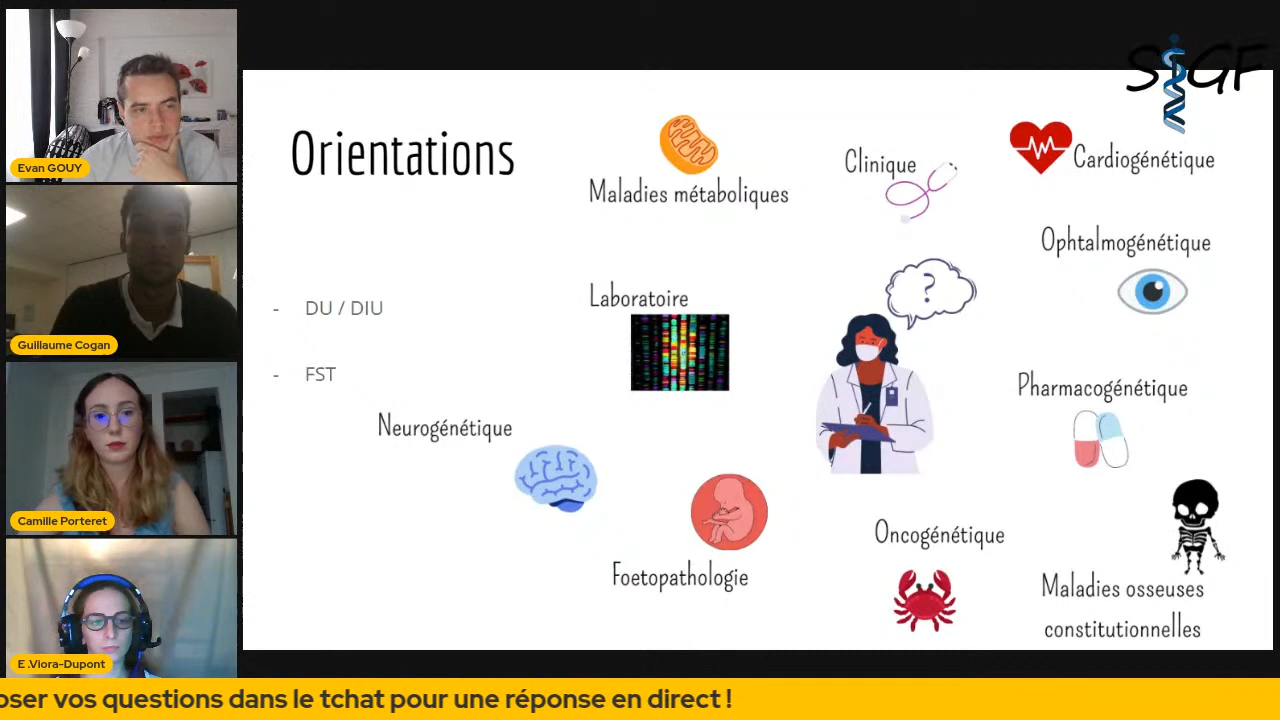 SIGF
Evan GOUY
Guillaume Cogan
Camille Porteret
E .Viora-Dupont
Orientations
- DU / DIU
- FST
Maladies métaboliques
Clinique
Cardiogénétique
Ophtalmogénétique
Laboratoire
?
Neurogénétique
Pharmacogénétique
Foetopathologie
Oncogénétique
Maladies osseuses
constitutionnelles
oser vos questions dans le tchat pour une réponse en direct !